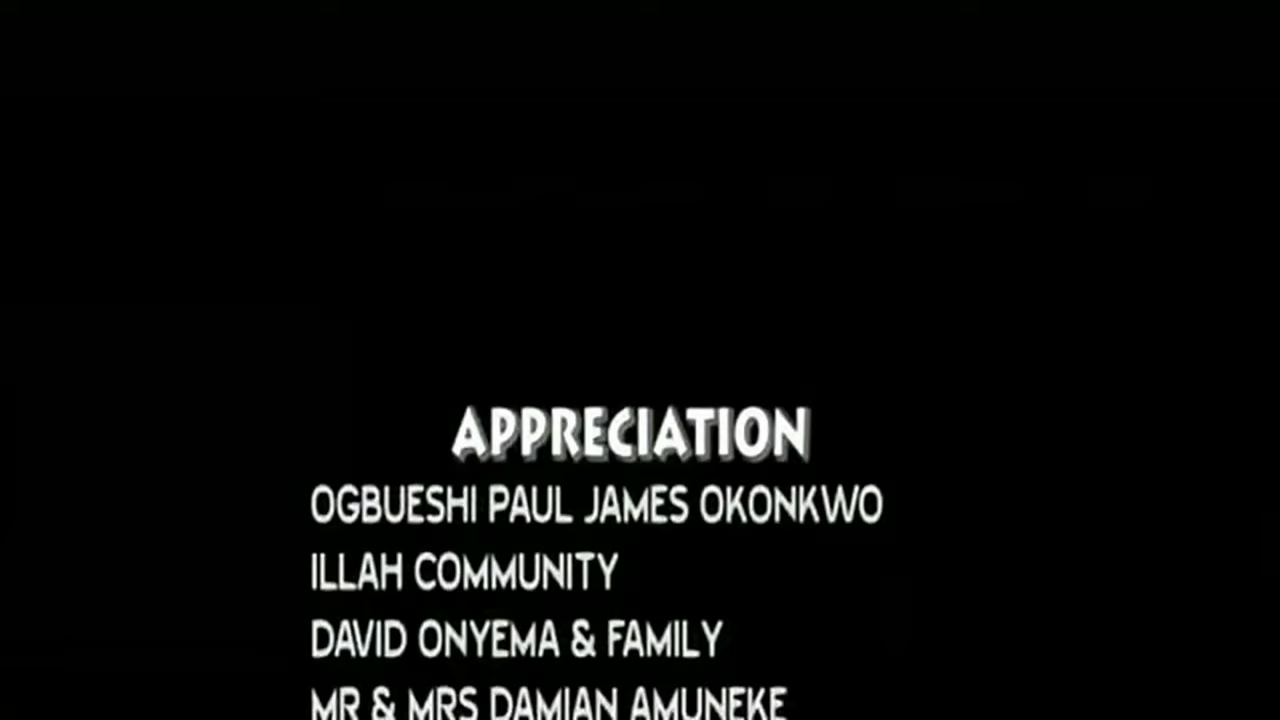 APPRECIATION
OGBUESHI PAUL JAMES OKONKWO
ILLAH COMMUNITY
DAVID ONYEMA & FAMILY
MR & MRS DAMIAN AMUNEKE